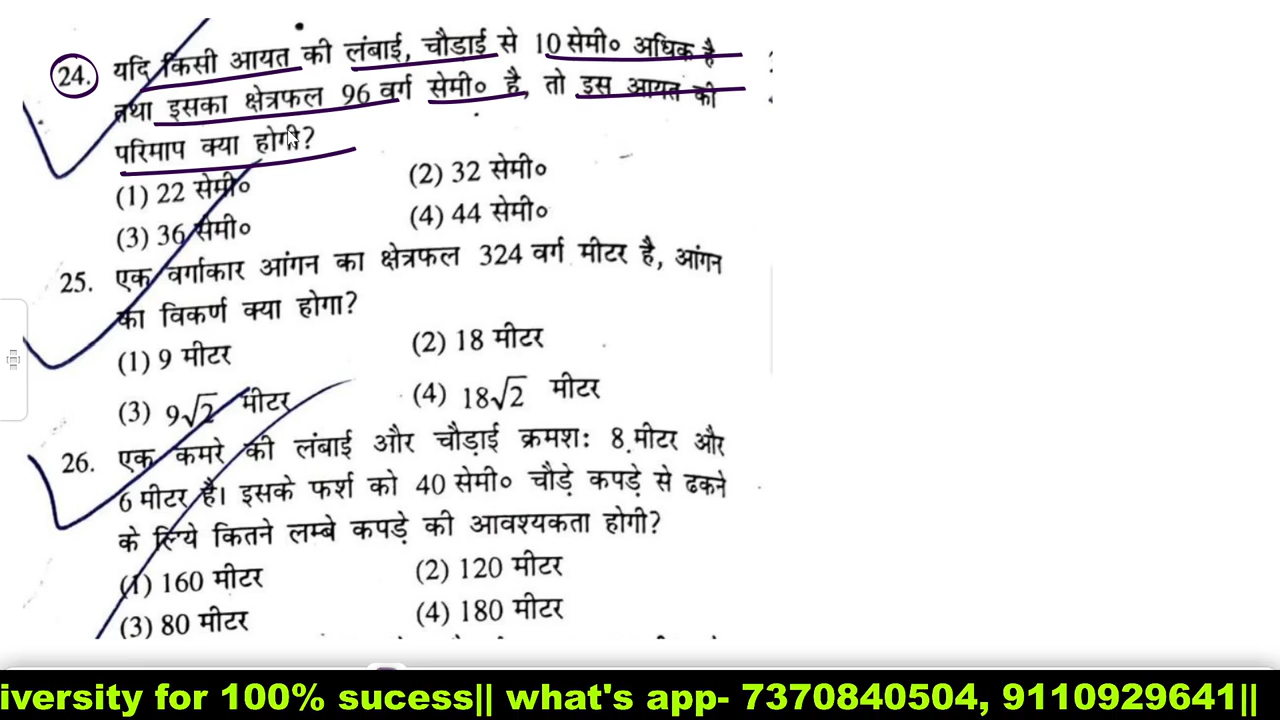 24. यदि किसी आयत की लंबाई, चौड़ाई से 10 सेमी० अधिक है
तथा इसका क्षेत्रफल 96 वर्ग सेमी० है, तो इस आयत की
परिमाप क्या होगी?
(1) 22 सेमी० (2) 32 सेमी०
(3) 36 सेमी० (4) 44 सेमी०
25. एक वर्गाकार आंगन का क्षेत्रफल 324 वर्ग मीटर है, आंगन
का विकर्ण क्या होगा?
(1) 9 मीटर (2) 18 मीटर
(3) 9√2 मीटर (4) 18√2 मीटर
26. एक कमरे की लंबाई और चौड़ाई क्रमशः 8 मीटर और
6 मीटर है। इसके फर्श को 40 सेमी० चौड़े कपड़े से ढकने
के लिये कितने लम्बे कपड़े की आवश्यकता होगी?
(1) 160 मीटर (2) 120 मीटर
(3) 80 मीटर (4) 180 मीटर
iversity for 100% sucess|| what's app- 7370840504, 9110929641||